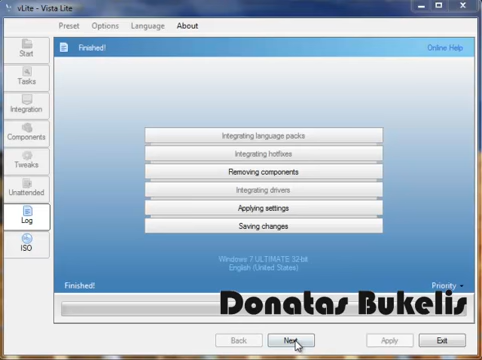 vLite - Vista Lite
Preset Options Language About
Start
Finished!
Online Help
Tasks
Integration
Components
Tweaks
Unattended
Log
ISO
Integrating language packs
Integrating hotfixes
Removing components
Integrating drivers
Applying settings
Saving changes
Windows 7 ULTIMATE 32-bit
English (United States)
Finished!
Priority
Donatas Bukelis
Back Next Apply Exit